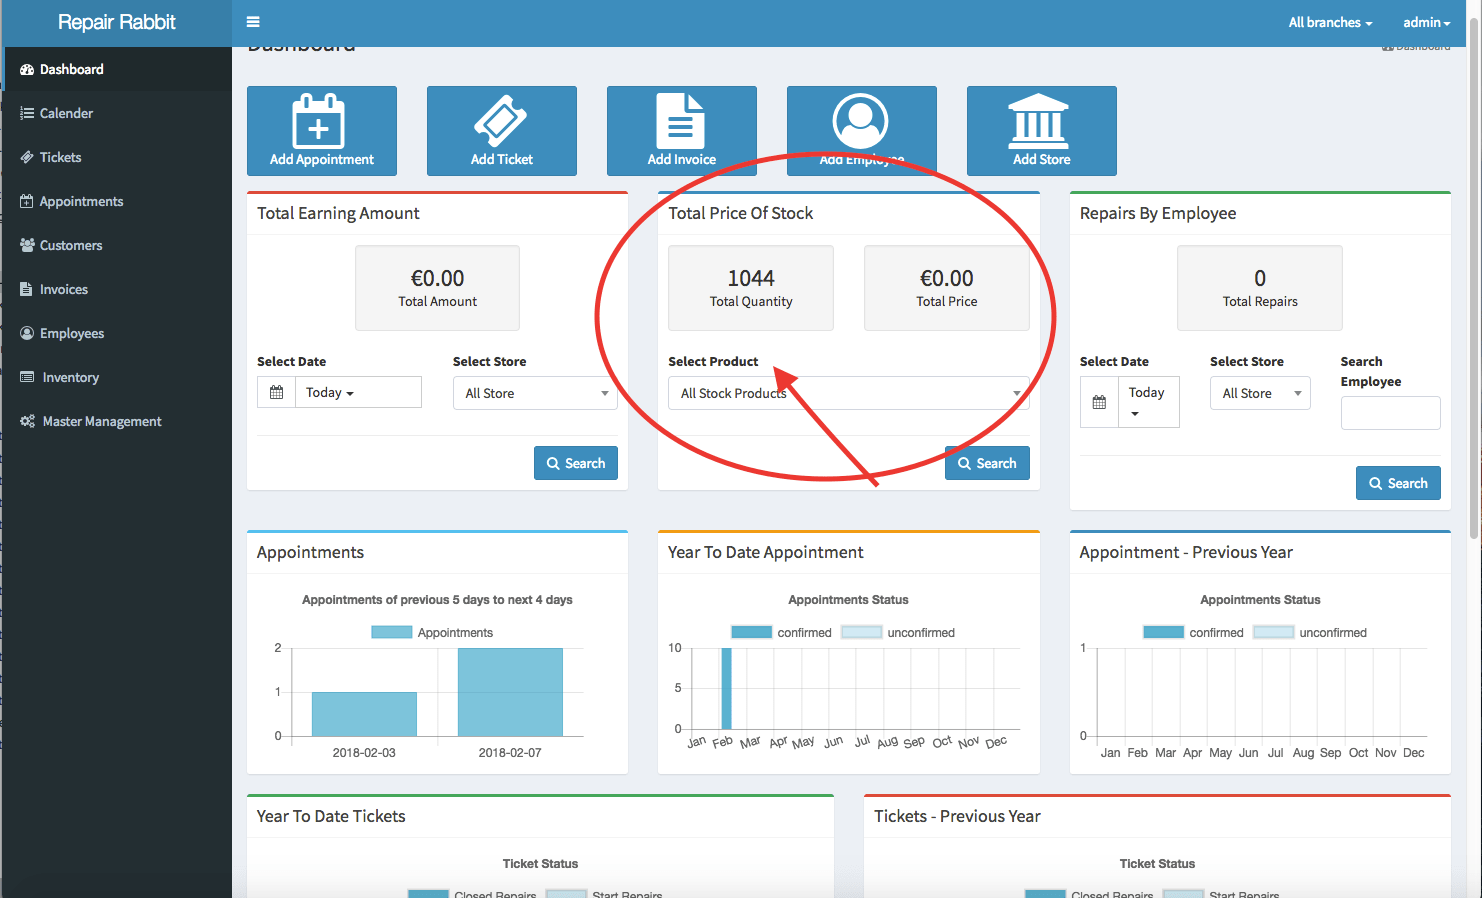 Repair Rabbit
All branches
admin
Dashboard
Dashboard
Dashboard
Calender
Tickets
Appointments
Customers
Invoices
Employees
Inventory
Master Management
Add Appointment
Add Ticket
Add Invoice
Add Employee
Add Store
Total Earning Amount
€0.00
Total Amount
Select Date
Select Store
Today
All Store
Search
Total Price Of Stock
1044
Total Quantity
€0.00
Total Price
Select Product
All Stock Products
Search
Repairs By Employee
0
Total Repairs
Select Date
Select Store
Search
Employee
Today
All Store
Search
Appointments
Appointments of previous 5 days to next 4 days
Appointments
2
1
0
2018-02-03 2018-02-07
Year To Date Appointment
Appointments Status
confirmed unconfirmed
10
5
0
Jan Feb Mar Apr May Jun Jul Aug Sep Oct Nov Dec
Appointment - Previous Year
Appointments Status
confirmed unconfirmed
1
0
Jan Feb Mar Apr May Jun Jul Aug Sep Oct Nov Dec
Year To Date Tickets
Ticket Status
Closed Repairs Start Repairs
Tickets - Previous Year
Ticket Status
Closed Repairs Start Repairs